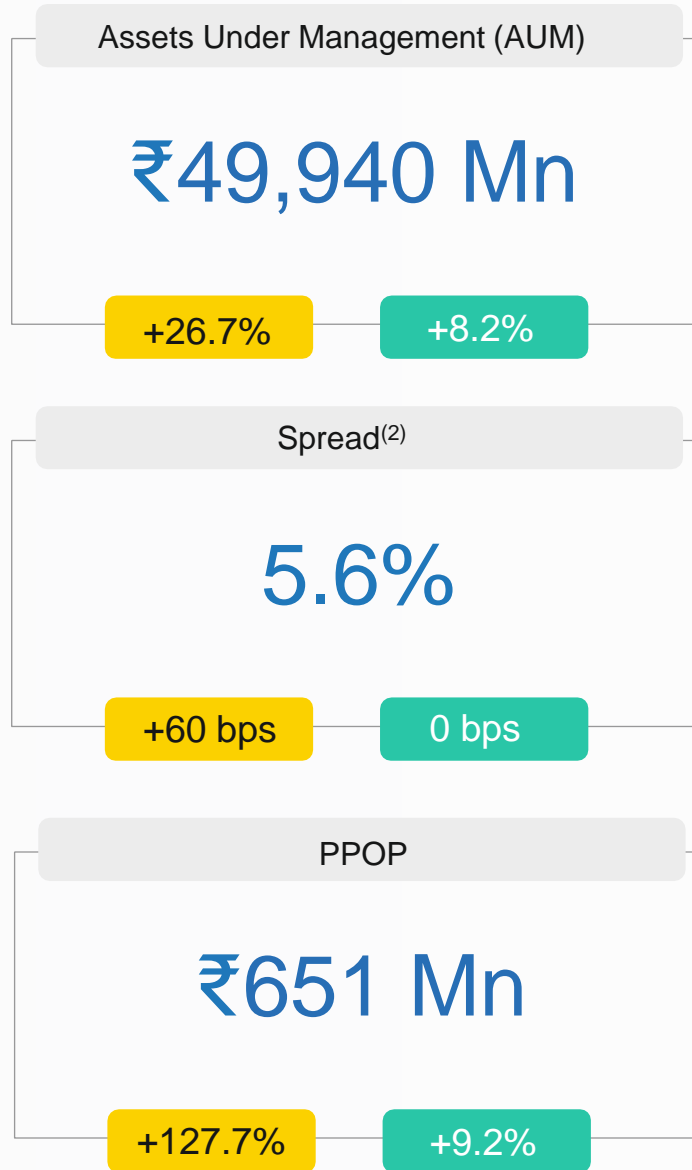 Assets Under Management (AUM)
₹49,940 Mn
+26.7% +8.2%
Spread(2)
5.6%
+60 bps 0 bps
PPOP
₹651 Mn
+127.7% +9.2%